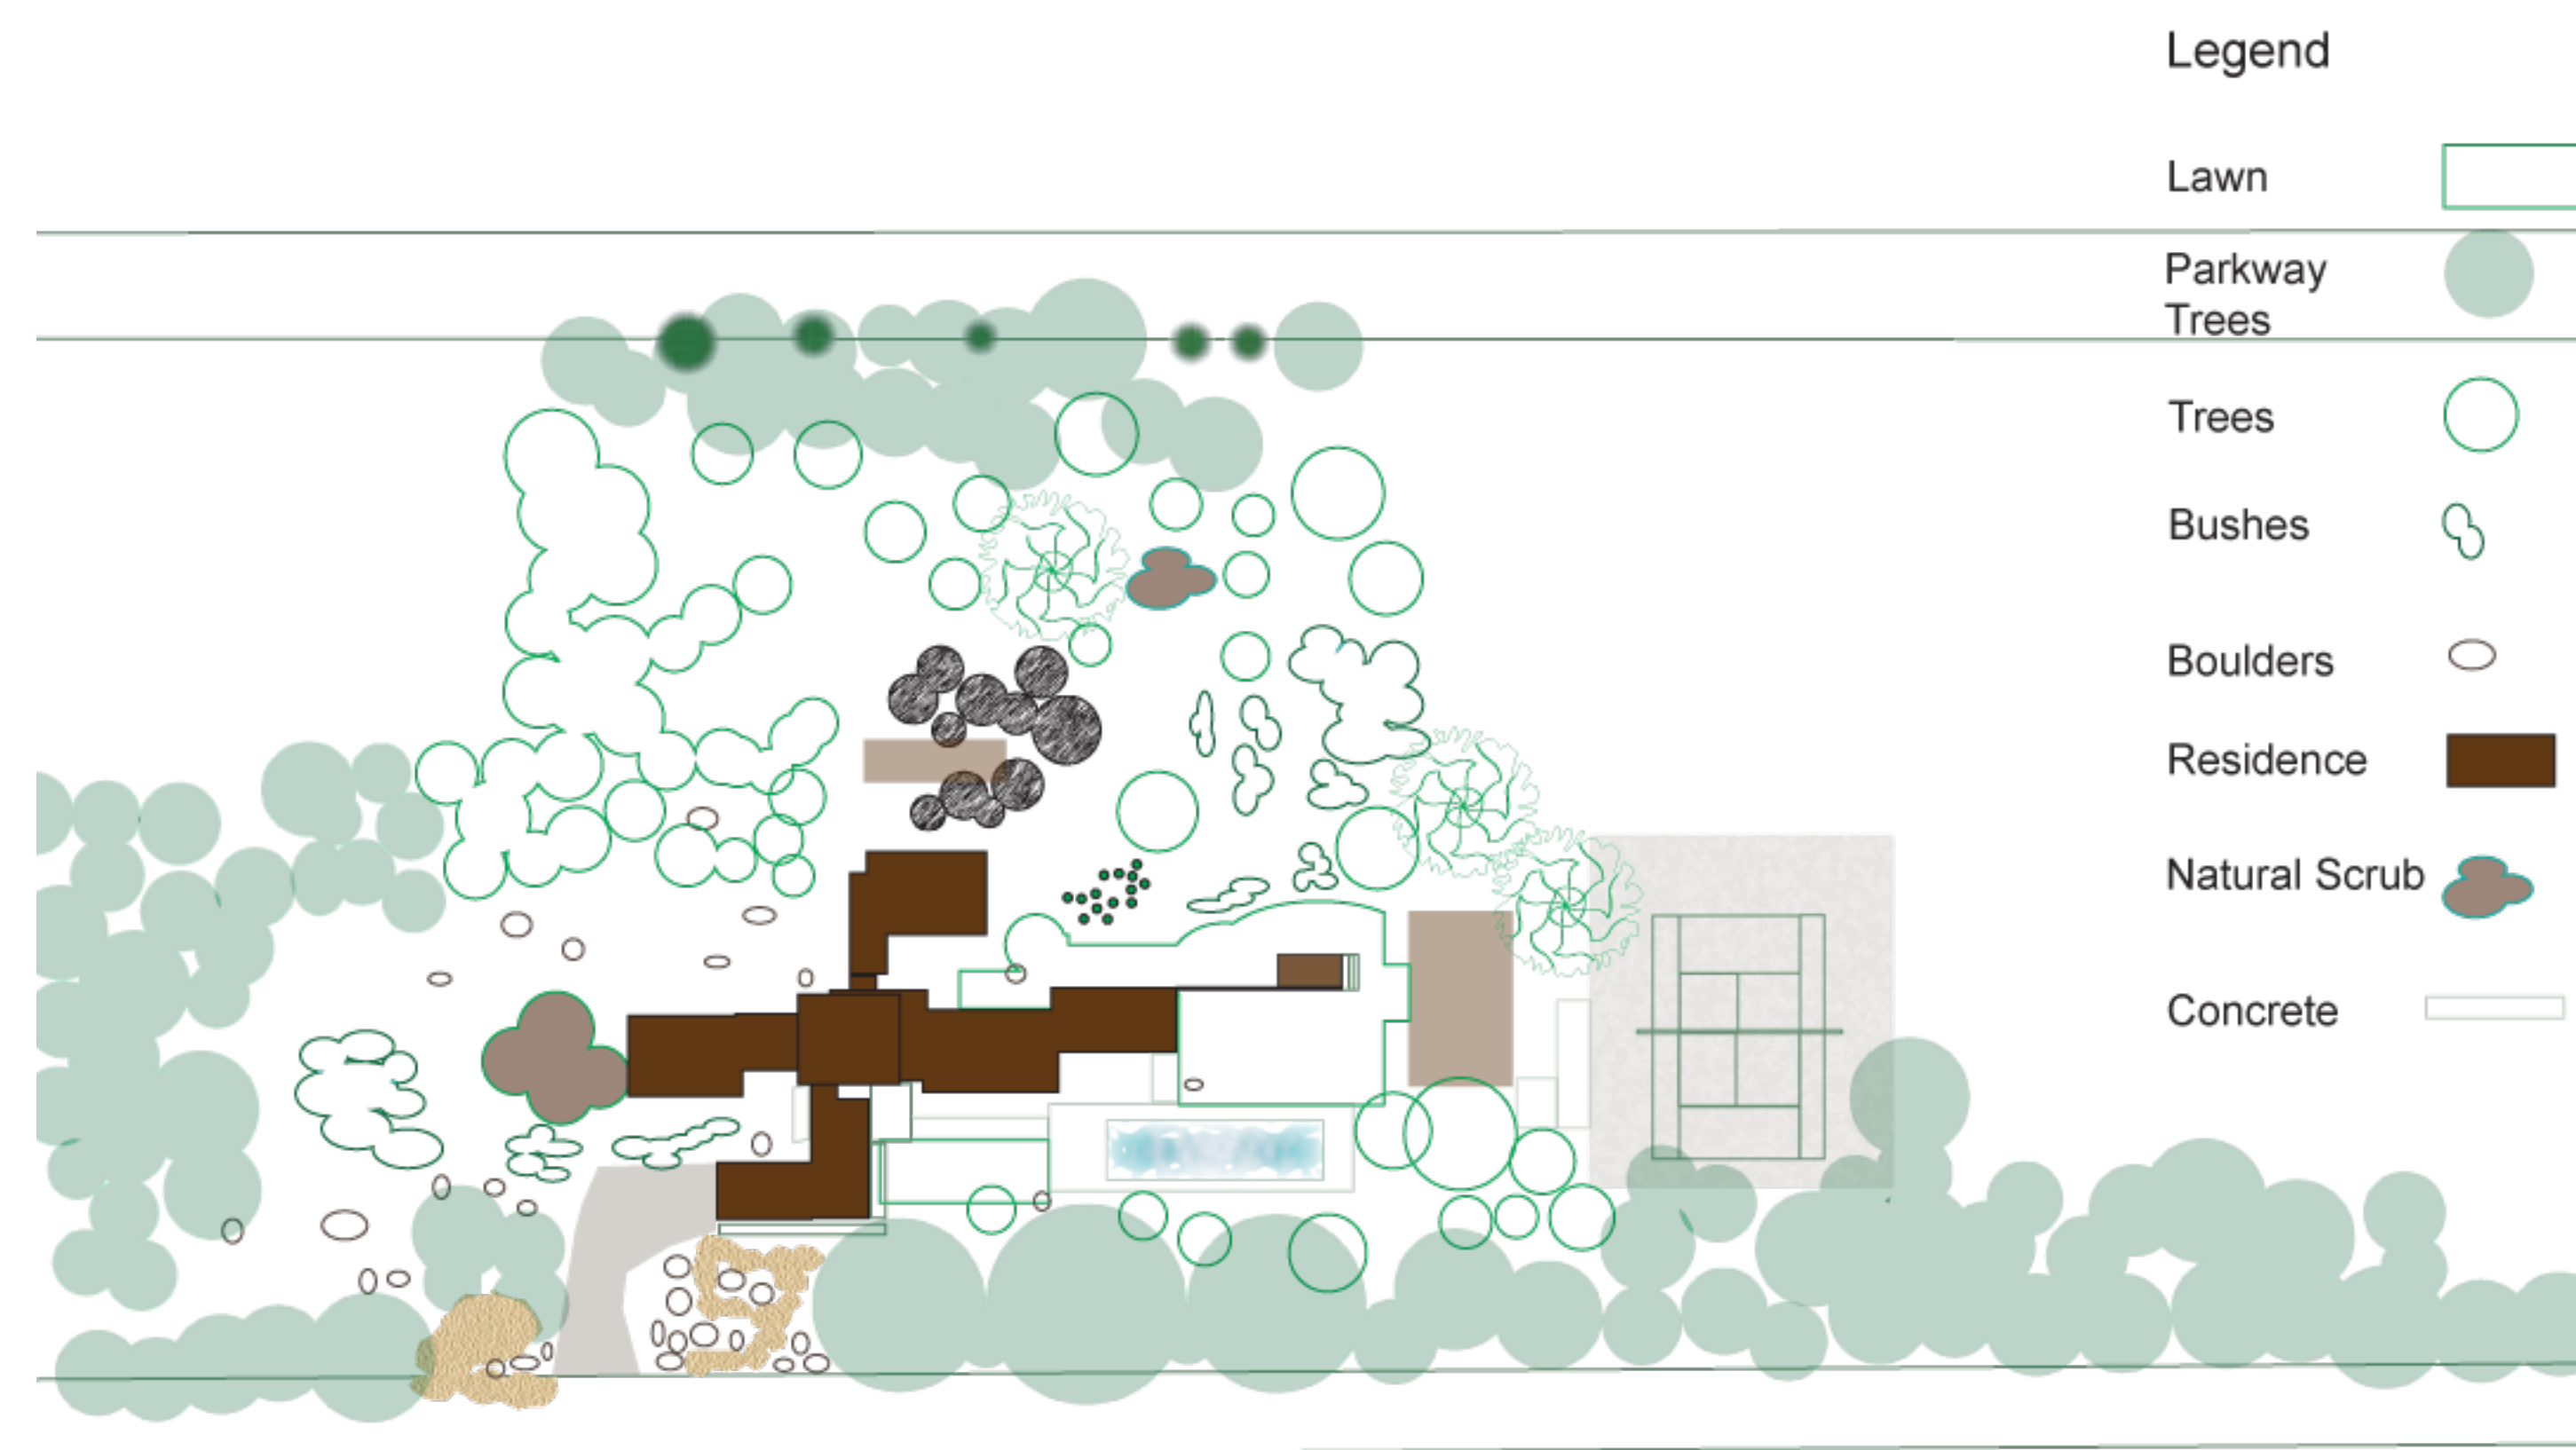 Legend
Lawn
Parkway
Trees
Trees
Bushes
Boulders
Residence
Natural Scrub
Concrete